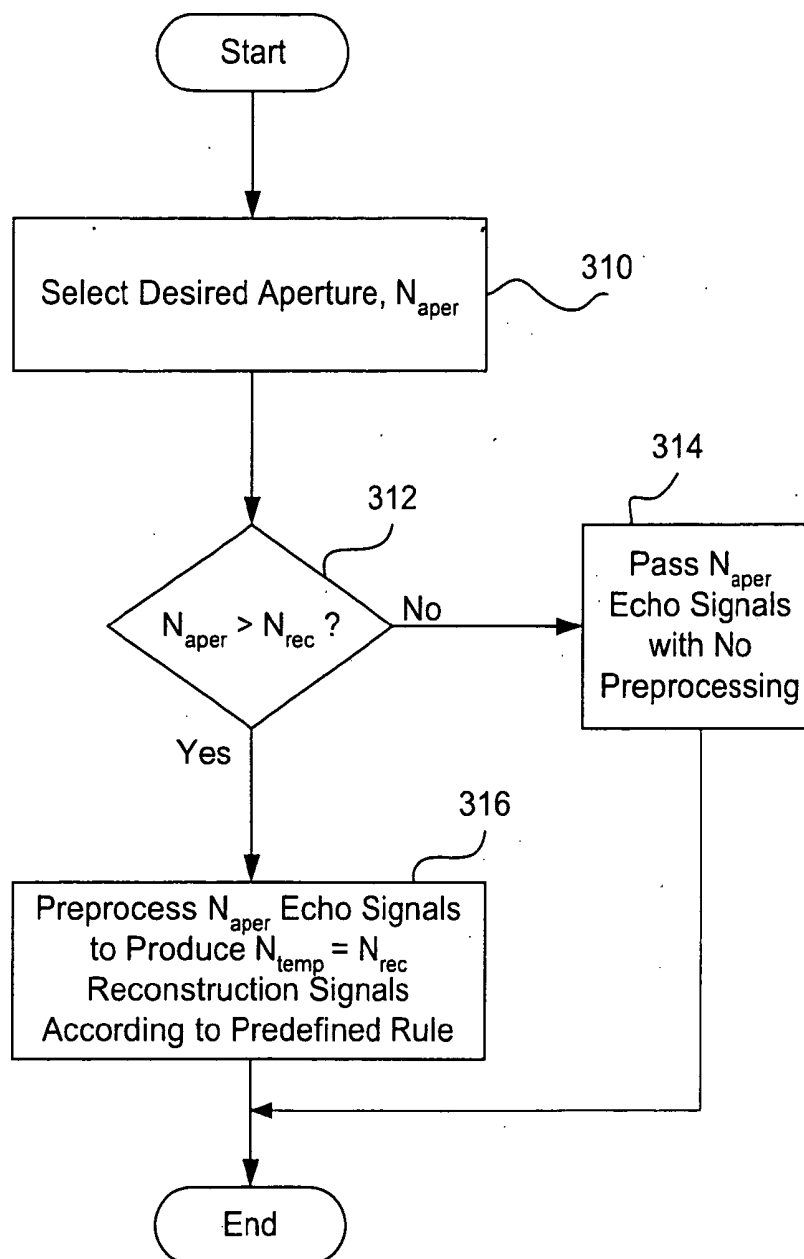 Start
Select Desired Aperture, N_aper
310
312
N_aper > N_rec ?
No
314
Pass N_aper
Echo Signals
with No
Preprocessing
Yes
316
Preprocess N_aper Echo Signals
to Produce N_temp = N_rec
Reconstruction Signals
According to Predefined Rule
End